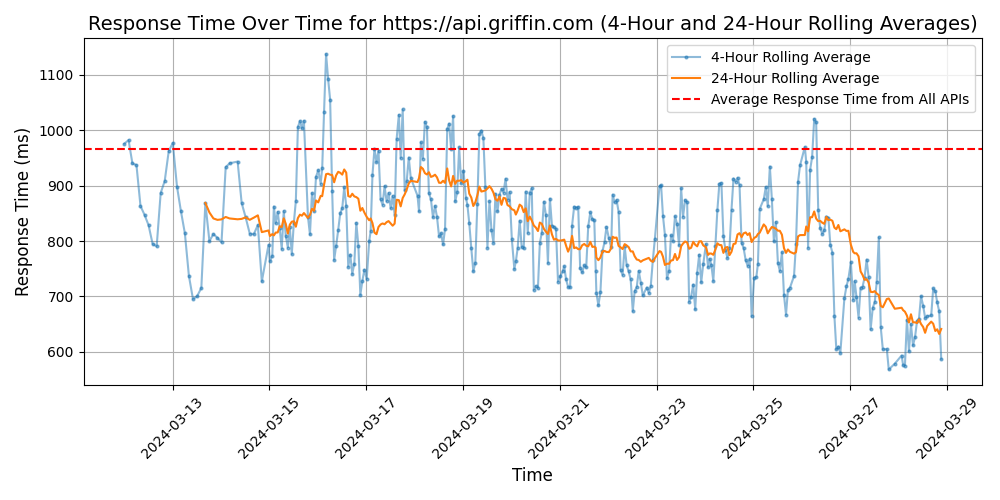 Response Time Over Time for https://api.griffin.com (4-Hour and 24-Hour Rolling Averages)
4-Hour Rolling Average
24-Hour Rolling Average
Average Response Time from All APIs
Response Time (ms)
1100
1000
900
800
700
600
2024-03-13
2024-03-15
2024-03-17
2024-03-19
2024-03-21
2024-03-23
2024-03-25
2024-03-27
2024-03-29
Time